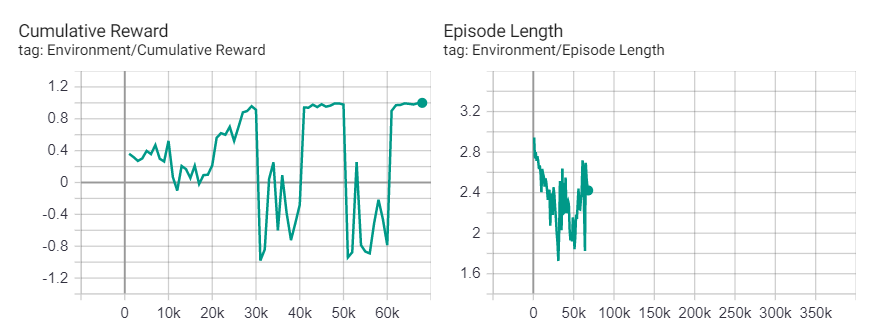 Cumulative Reward
tag: Environment/Cumulative Reward
1.2
0.8
0.4
0
-0.4
-0.8
-1.2
0 10k 20k 30k 40k 50k 60k
Episode Length
tag: Environment/Episode Length
3.2
2.8
2.4
2
1.6
0 50k 100k 150k 200k 250k 300k 350k